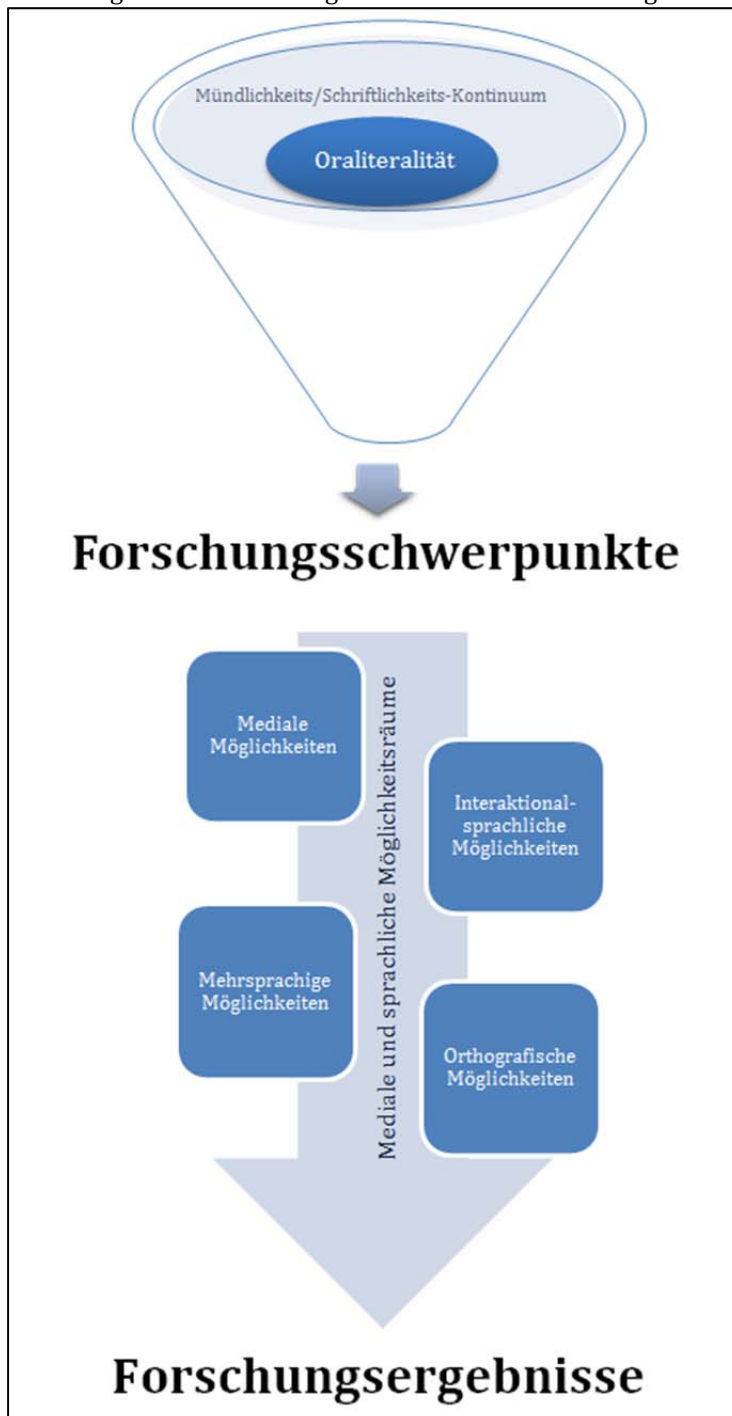 Mündlichkeits/Schriftlichkeits-Kontinuum
Oraliteralität
Forschungsschwerpunkte
Mediale
Möglichkeiten
Mediale und sprachliche Möglichkeitsräume
Interaktional-
sprachliche
Möglichkeiten
Mehrsprachige
Möglichkeiten
Orthografische
Möglichkeiten
Forschungsergebnisse